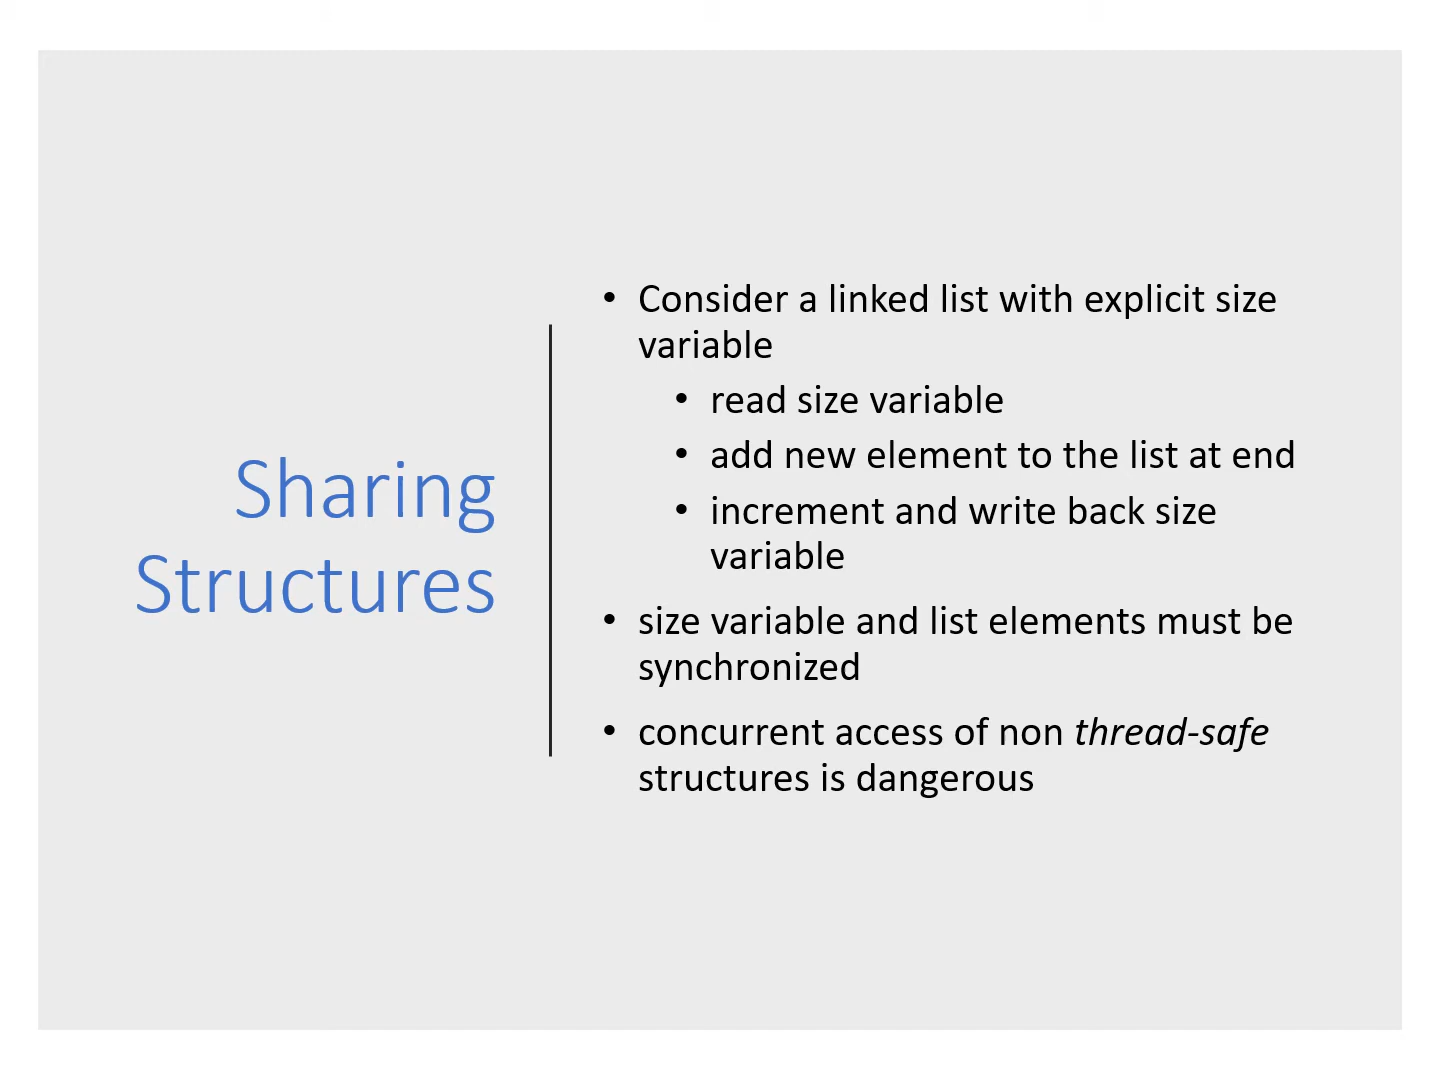 Sharing
Structures
• Consider a linked list with explicit size
variable
• read size variable
• add new element to the list at end
• increment and write back size
variable
• size variable and list elements must be
synchronized
• concurrent access of non thread-safe
structures is dangerous